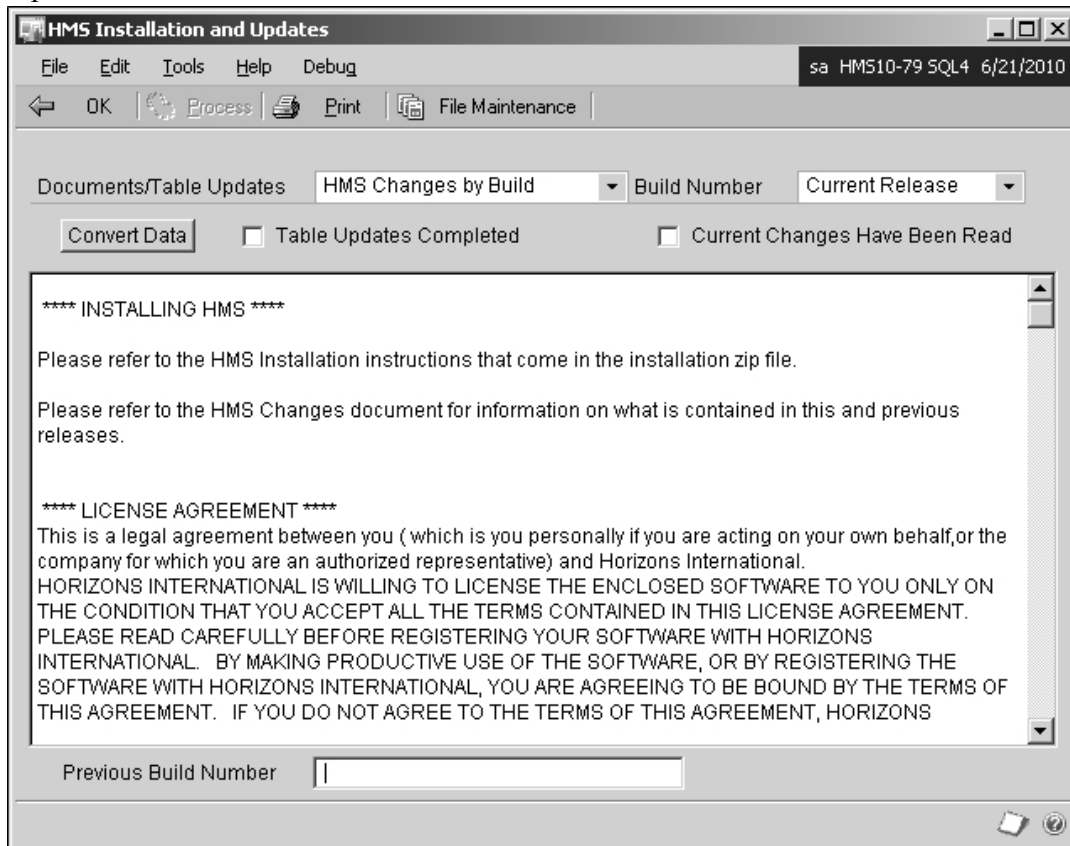 HMS Installation and Updates
File Edit Tools Help Debug sa HMS10-79 SQL4 6/21/2010
OK Process Print File Maintenance
Documents/Table Updates HMS Changes by Build Build Number Current Release
Convert Data Table Updates Completed Current Changes Have Been Read
**** INSTALLING HMS ****
Please refer to the HMS Installation instructions that come in the installation zip file.
Please refer to the HMS Changes document for information on what is contained in this and previous
releases.
**** LICENSE AGREEMENT ****
This is a legal agreement between you ( which is you personally if you are acting on your own behalf,or the
company for which you are an authorized representative) and Horizons International.
HORIZONS INTERNATIONAL IS WILLING TO LICENSE THE ENCLOSED SOFTWARE TO YOU ONLY ON
THE CONDITION THAT YOU ACCEPT ALL THE TERMS CONTAINED IN THIS LICENSE AGREEMENT.
PLEASE READ CAREFULLY BEFORE REGISTERING YOUR SOFTWARE WITH HORIZONS
INTERNATIONAL. BY MAKING PRODUCTIVE USE OF THE SOFTWARE, OR BY REGISTERING THE
SOFTWARE WITH HORIZONS INTERNATIONAL, YOU ARE AGREEING TO BE BOUND BY THE TERMS OF
THIS AGREEMENT. IF YOU DO NOT AGREE TO THE TERMS OF THIS AGREEMENT, HORIZONS
Previous Build Number